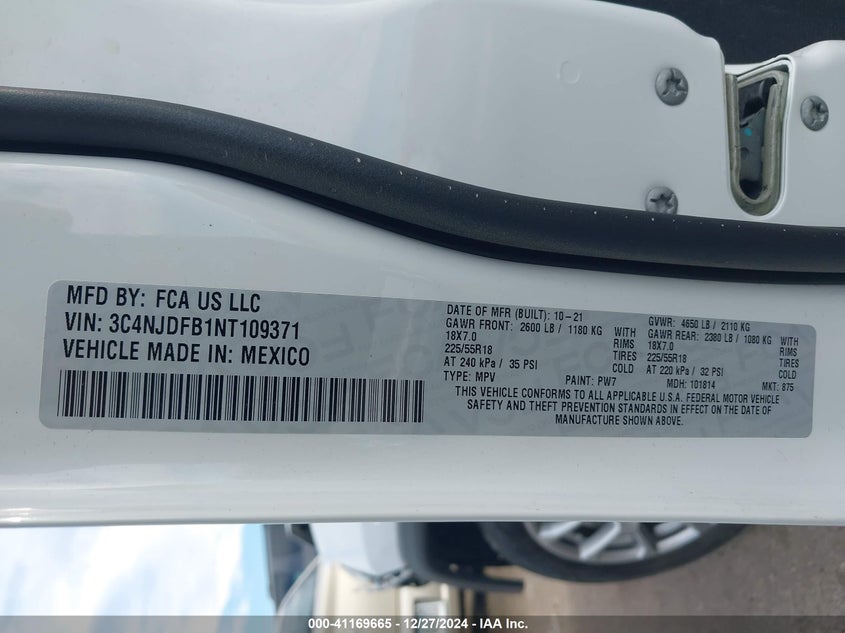 MFD BY: FCA US LLC
VIN: 3C4NJDFB1NT109371
VEHICLE MADE IN: MEXICO
DATE OF MFR (BUILT): 10-21
GAWR FRONT: 2600 LB / 1180 KG WITH
18X7.0 RIMS
225/55R18 TIRES
AT 240 kPa / 35 PSI COLD
TYPE: MPV PAINT: PW7
GVWR: 4650 LB / 2110 KG
GAWR REAR: 2380 LB / 1080 KG WITH
18X7.0 RIMS
225/55R18 TIRES
AT 220 kPa / 32 PSI COLD
MDH: 101814 MKT: 875
THIS VEHICLE CONFORMS TO ALL APPLICABLE U.S.A. FEDERAL MOTOR VEHICLE
SAFETY AND THEFT PREVENTION STANDARDS IN EFFECT ON THE DATE OF
MANUFACTURE SHOWN ABOVE.
000-41169665 - 12/27/2024 - IAAI.com